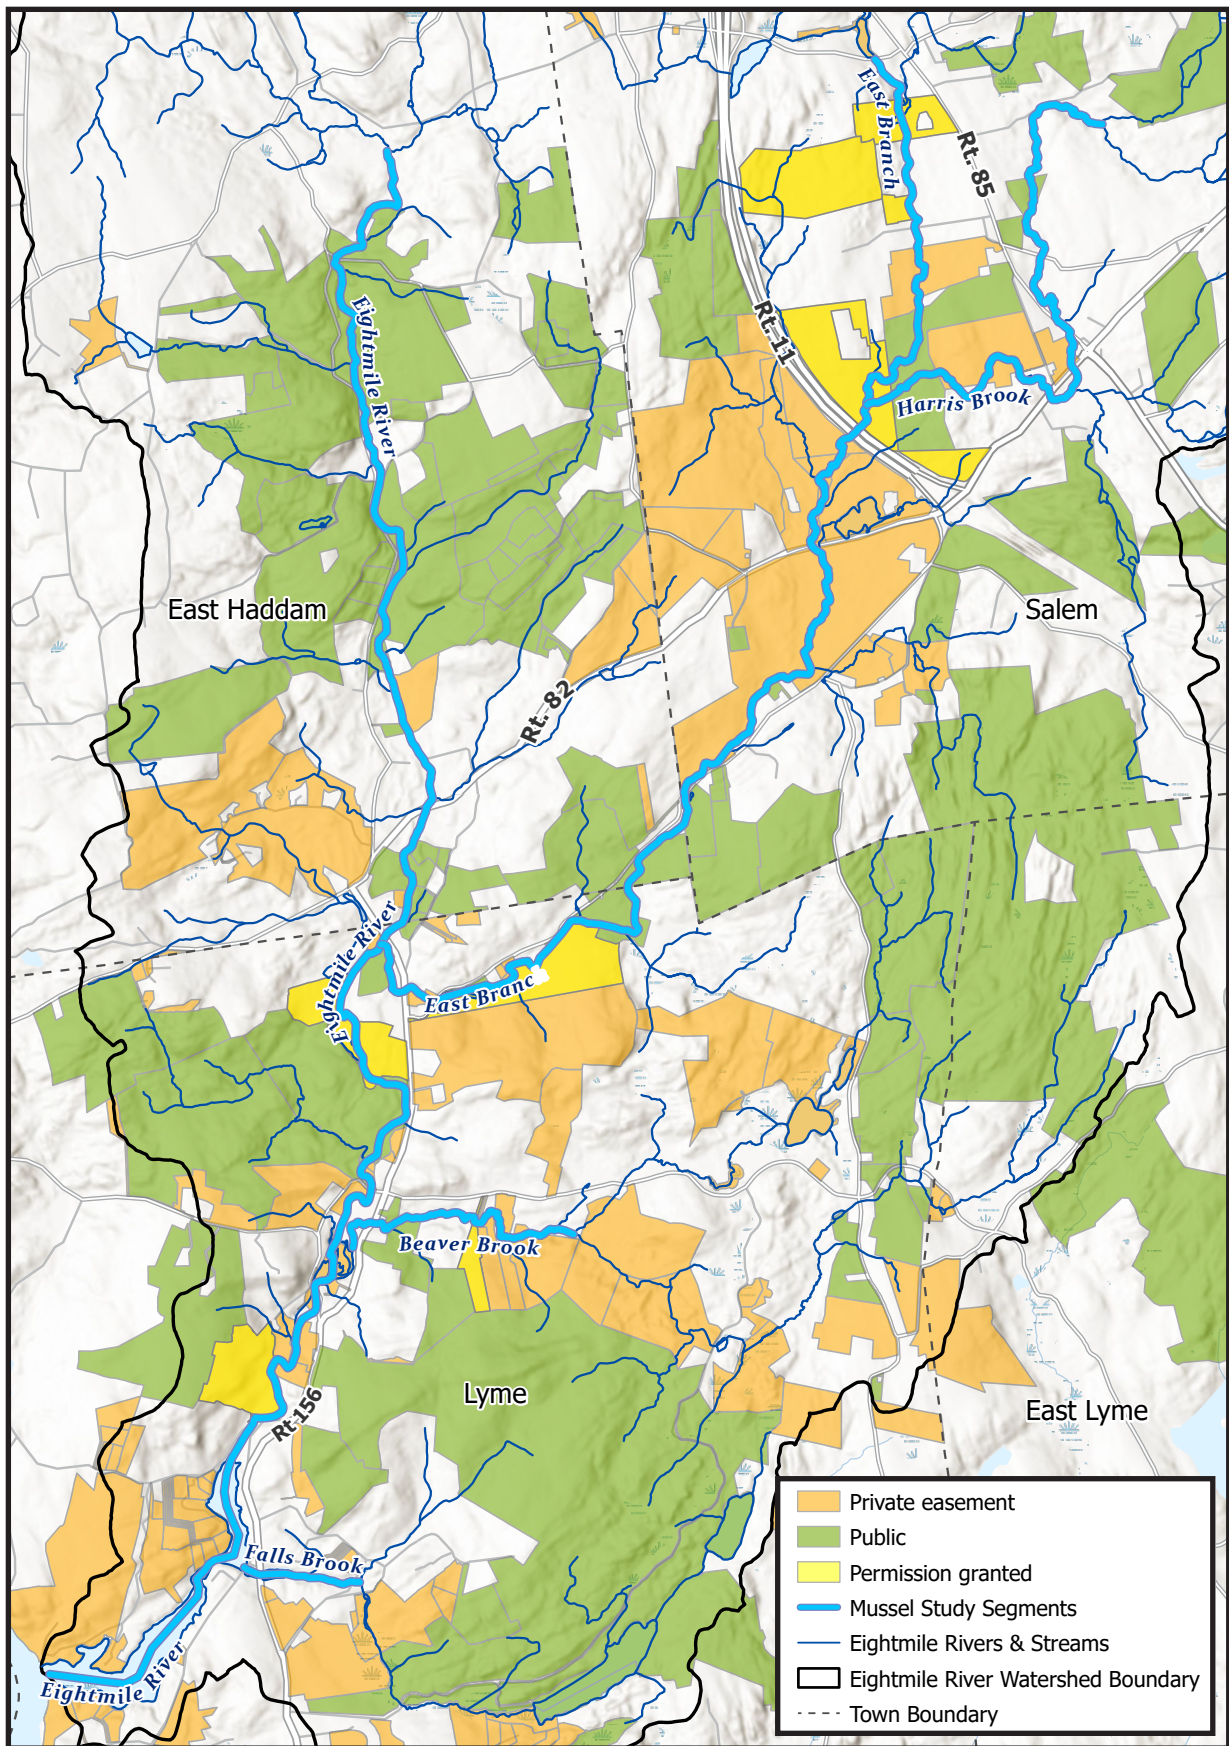 East Branch
Rt. 85
Eightmile River
Rt. 11
Harris Brook
East Haddam
Salem
Rt. 82
Eightmile River
East Branc
Beaver Brook
Lyme
Rt 156
East Lyme
Falls Brook
Eightmile River
Private easement
Public
Permission granted
Mussel Study Segments
Eightmile Rivers & Streams
Eightmile River Watershed Boundary
Town Boundary